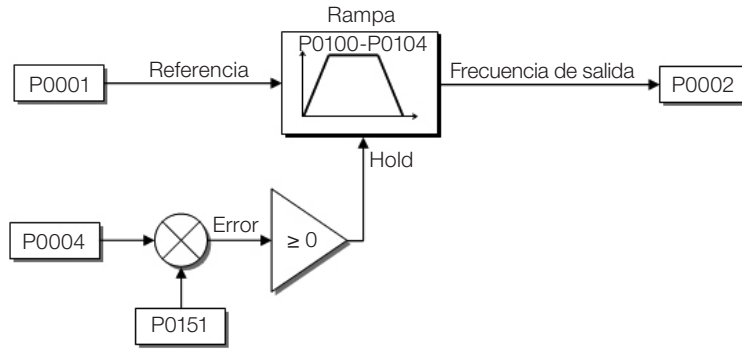 Rampa
P0100-P0104
P0001
Referencia
Frecuencia de salida
P0002
Hold
P0004
Error
≥ 0
P0151